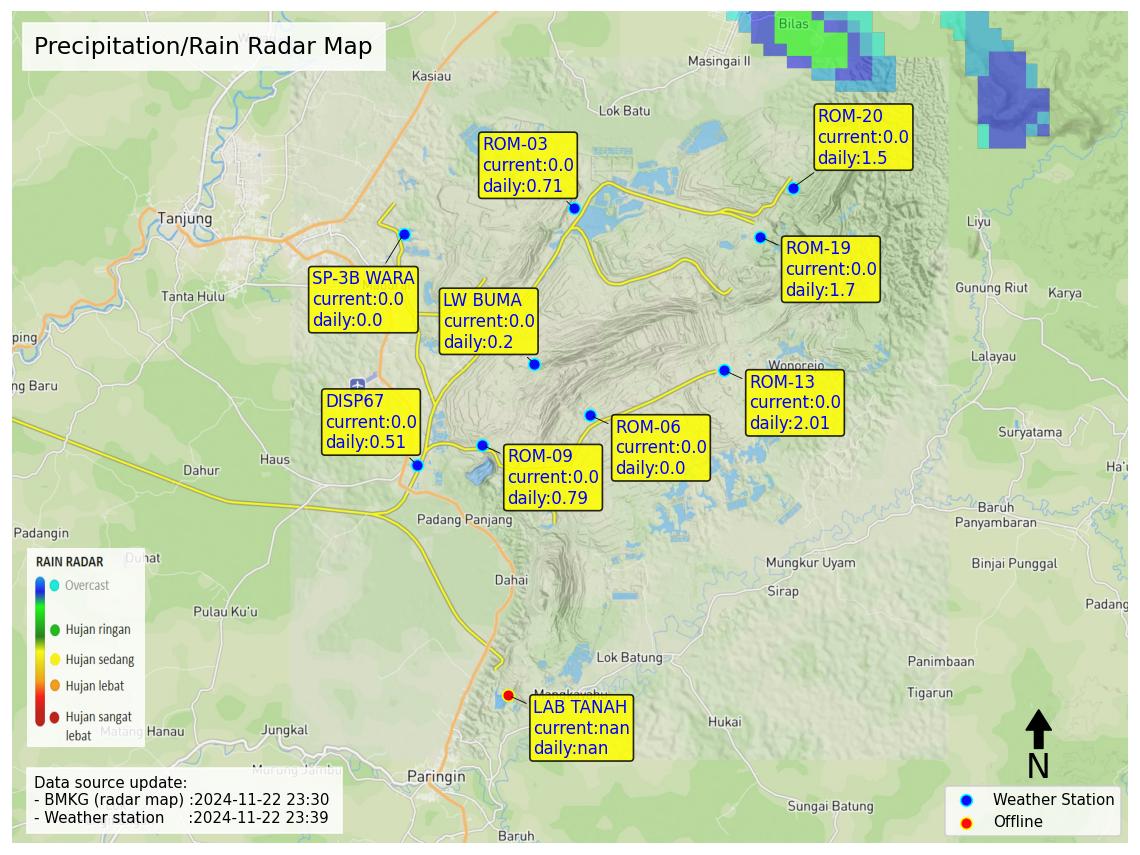 Precipitation/Rain Radar Map
Bilas
Masingai II
Kasiau
Lok Batu
ROM-20
current:0.0
daily:1.5
ROM-03
current:0.0
daily:0.71
Tanjung
Liyu
ROM-19
current:0.0
daily:1.7
SP-3B WARA
current:0.0
daily:0.0
Tanta Hulu
LW BUMA
current:0.0
daily:0.2
Gunung Riut
Karya
ping
Lalayau
ng Baru
Wonorejo
ROM-13
current:0.0
daily:2.01
DISP67
current:0.0
daily:0.51
ROM-06
current:0.0
daily:0.0
Suryatama
Haus
Dahur
ROM-09
current:0.0
daily:0.79
Ha'u
Padang Panjang
Baruh
Panyambaran
Padangin
Duhat
Mungkur Uyam
Binjai Punggal
RAIN RADAR
Overcast
Hujan ringan
Hujan sedang
Hujan lebat
Hujan sangat
lebat
Dahai
Sirap
Pulau Ku'u
Padang
Lok Batung
Panimbaan
Tigarun
Mangkayahu
LAB TANAH
current:nan
daily:nan
Hukai
Matang Hanau
Jungkal
Murung Jambu
Paringin
N
Data source update:
- BMKG (radar map) :2024-11-22 23:30
- Weather station :2024-11-22 23:39
Sungai Batung
Baruh
Weather Station
Offline